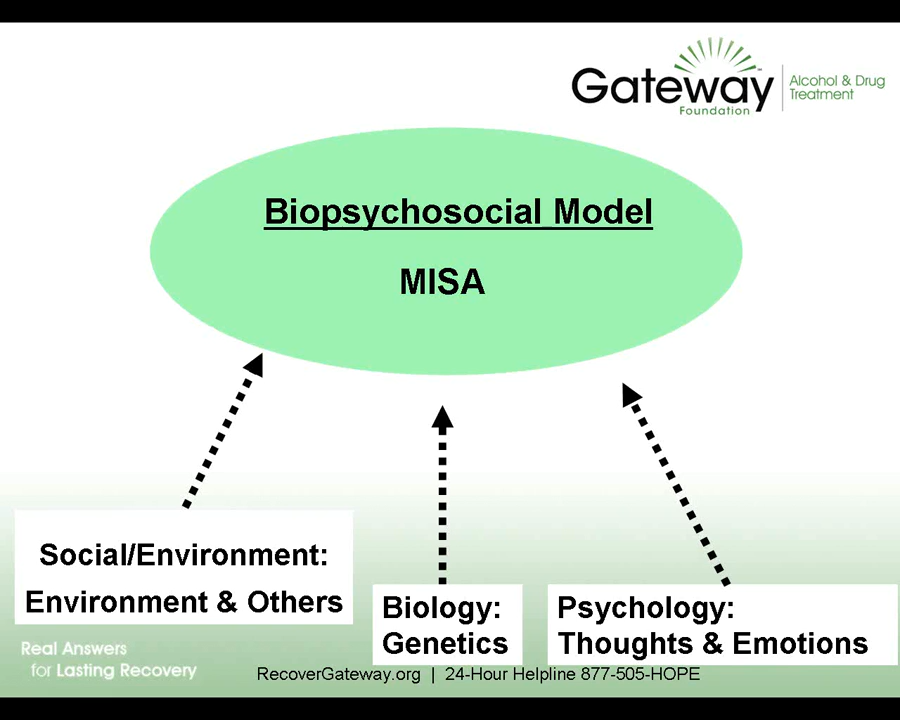 Gateway
Foundation
Alcohol & Drug
Treatment
Biopsychosocial Model
MISA
Social/Environment:
Environment & Others
Biology:
Genetics
Psychology:
Thoughts & Emotions
Real Answers
for Lasting Recovery
RecoverGateway.org | 24-Hour Helpline 877-505-HOPE